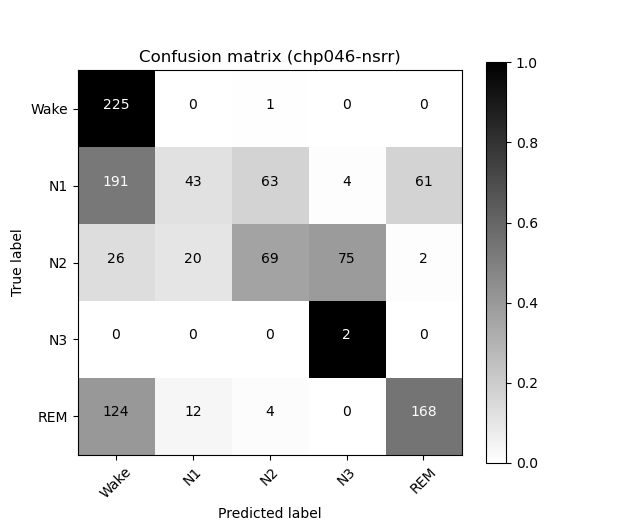 Confusion matrix (chp046-nsrr)
True label
Wake 225 0 1 0 0
N1 191 43 63 4 61
N2 26 20 69 75 2
N3 0 0 0 2 0
REM 124 12 4 0 168
Wake N1 N2 N3 REM
Predicted label
1.0
0.8
0.6
0.4
0.2
0.0